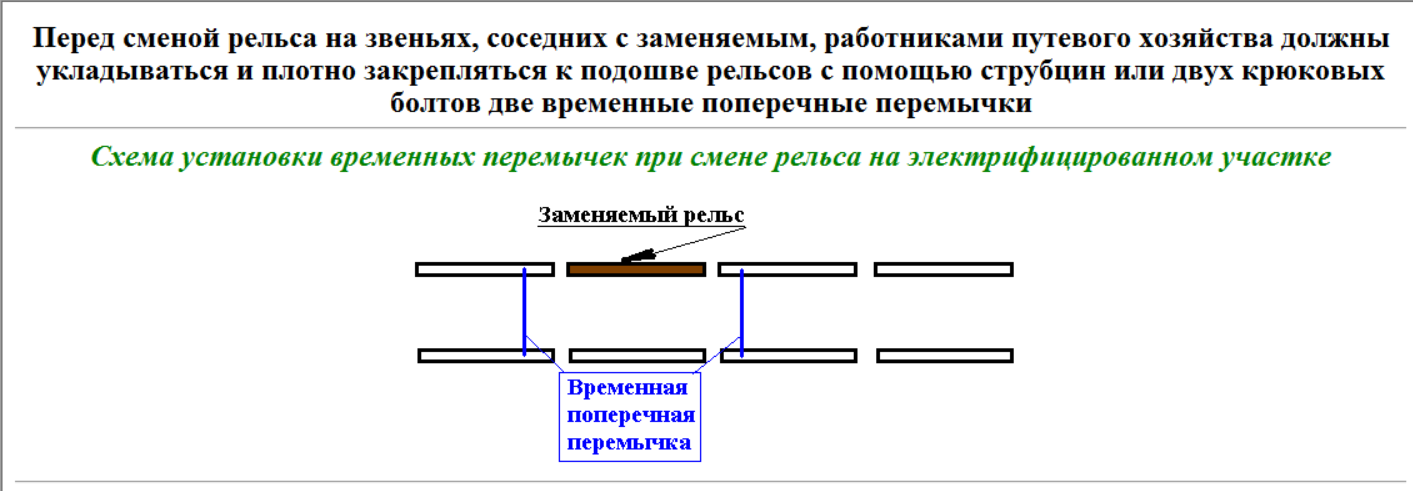 Перед сменой рельса на звеньях, соседних с заменяемым, работниками путевого хозяйства должны
укладываться и плотно закрепляться к подошве рельсов с помощью струбцин или двух крюковых
болтов две временные поперечные перемычки
Схема установки временных перемычек при смене рельса на электрифицированном участке
Заменяемый рельс
Временная
поперечная
перемычка